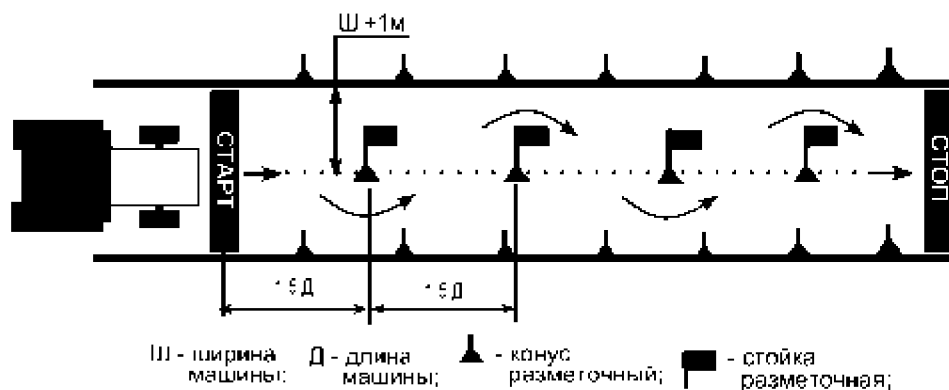 Ш+1м
СТАРТ
СТОП
1 5Д
1 5Д
Ш - ширина машины;
Д - длина машины;
- конус разметочный;
- стойка разметочная;